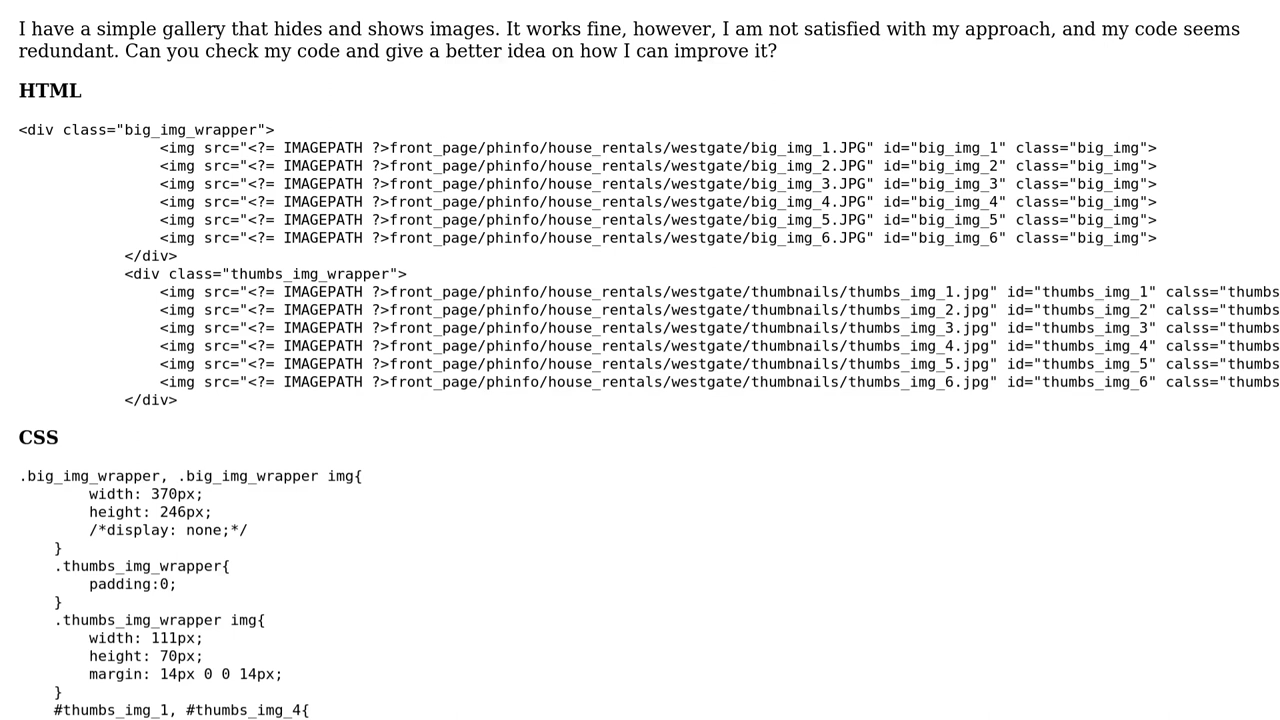 I have a simple gallery that hides and shows images. It works fine, however, I am not satisfied with my approach, and my code seems
redundant. Can you check my code and give a better idea on how I can improve it?
HTML
<div class="big_img_wrapper">
<img src="<?= IMAGEPATH ?>front_page/phinfo/house_rentals/westgate/big_img_1.JPG" id="big_img_1" class="big_img">
<img src="<?= IMAGEPATH ?>front_page/phinfo/house_rentals/westgate/big_img_2.JPG" id="big_img_2" class="big_img">
<img src="<?= IMAGEPATH ?>front_page/phinfo/house_rentals/westgate/big_img_3.JPG" id="big_img_3" class="big_img">
<img src="<?= IMAGEPATH ?>front_page/phinfo/house_rentals/westgate/big_img_4.JPG" id="big_img_4" class="big_img">
<img src="<?= IMAGEPATH ?>front_page/phinfo/house_rentals/westgate/big_img_5.JPG" id="big_img_5" class="big_img">
<img src="<?= IMAGEPATH ?>front_page/phinfo/house_rentals/westgate/big_img_6.JPG" id="big_img_6" class="big_img">
</div>
<div class="thumbs_img_wrapper">
<img src="<?= IMAGEPATH ?>front_page/phinfo/house_rentals/westgate/thumbnails/thumbs_img_1.jpg" id="thumbs_img_1" calss="thumbs
<img src="<?= IMAGEPATH ?>front_page/phinfo/house_rentals/westgate/thumbnails/thumbs_img_2.jpg" id="thumbs_img_2" calss="thumbs
<img src="<?= IMAGEPATH ?>front_page/phinfo/house_rentals/westgate/thumbnails/thumbs_img_3.jpg" id="thumbs_img_3" calss="thumbs
<img src="<?= IMAGEPATH ?>front_page/phinfo/house_rentals/westgate/thumbnails/thumbs_img_4.jpg" id="thumbs_img_4" calss="thumbs
<img src="<?= IMAGEPATH ?>front_page/phinfo/house_rentals/westgate/thumbnails/thumbs_img_5.jpg" id="thumbs_img_5" calss="thumbs
<img src="<?= IMAGEPATH ?>front_page/phinfo/house_rentals/westgate/thumbnails/thumbs_img_6.jpg" id="thumbs_img_6" calss="thumbs
</div>
CSS
.big_img_wrapper, .big_img_wrapper img{
width: 370px;
height: 246px;
/*display: none;*/
}
.thumbs_img_wrapper{
padding:0;
}
.thumbs_img_wrapper img{
width: 111px;
height: 70px;
margin: 14px 0 0 14px;
}
#thumbs_img_1, #thumbs_img_4{